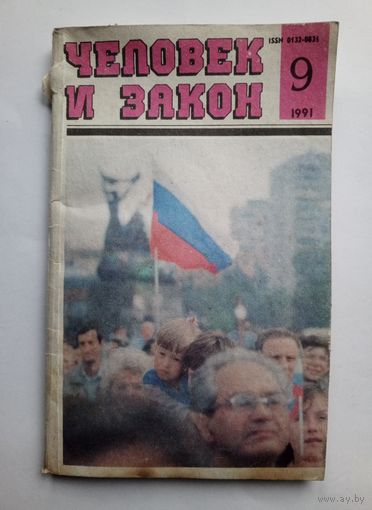 ЧЕЛОВЕК
И ЗАКОН
ISSN 0132-0831
9
1991
www.ay.by